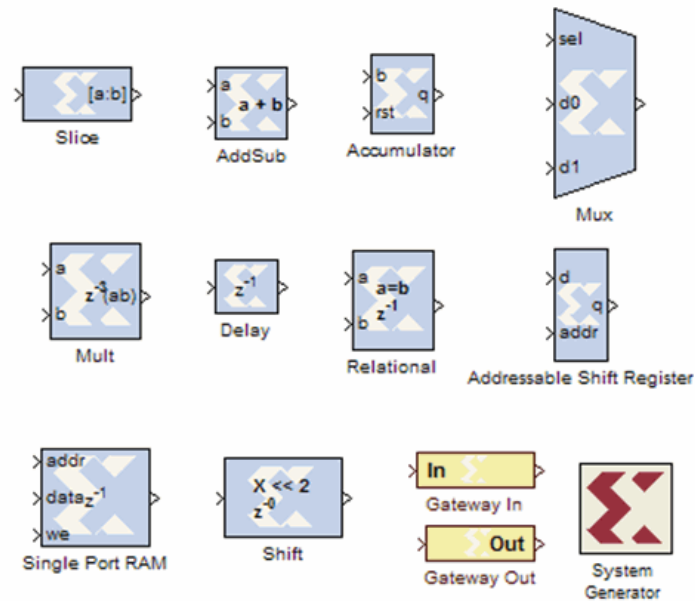 [a:b]
Slice
a
b
a + b
AddSub
b
rst
q
Accumulator
sel
d0
d1
Mux
a
b
z⁻³(ab)
Mult
z⁻¹
Delay
a
b
a=b
z⁻¹
Relational
d
addr
q
Addressable Shift Register
addr
data
we
z⁻¹
Single Port RAM
X << 2
z⁻⁰
Shift
In
Gateway In
Out
Gateway Out
System
Generator